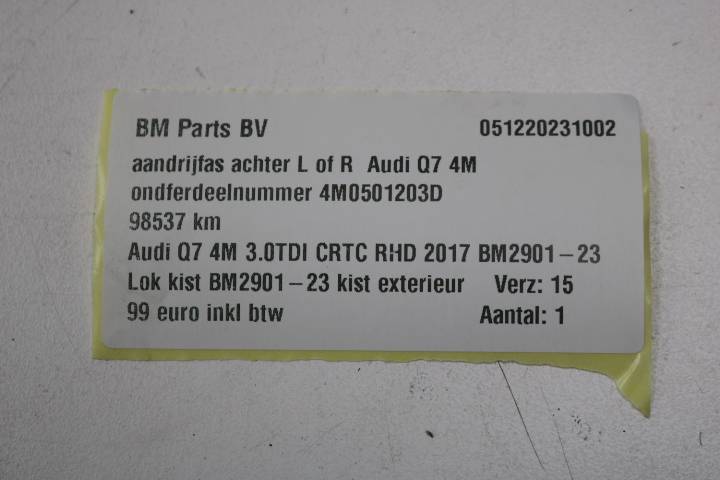 BM Parts BV 051220231002
aandrijfas achter L of R Audi Q7 4M
ondferdeelnummer 4M0501203D
98537 km
Audi Q7 4M 3.0TDI CRTC RHD 2017 BM2901-23
Lok kist BM2901-23 kist exterieur Verz: 15
99 euro inkl btw Aantal: 1